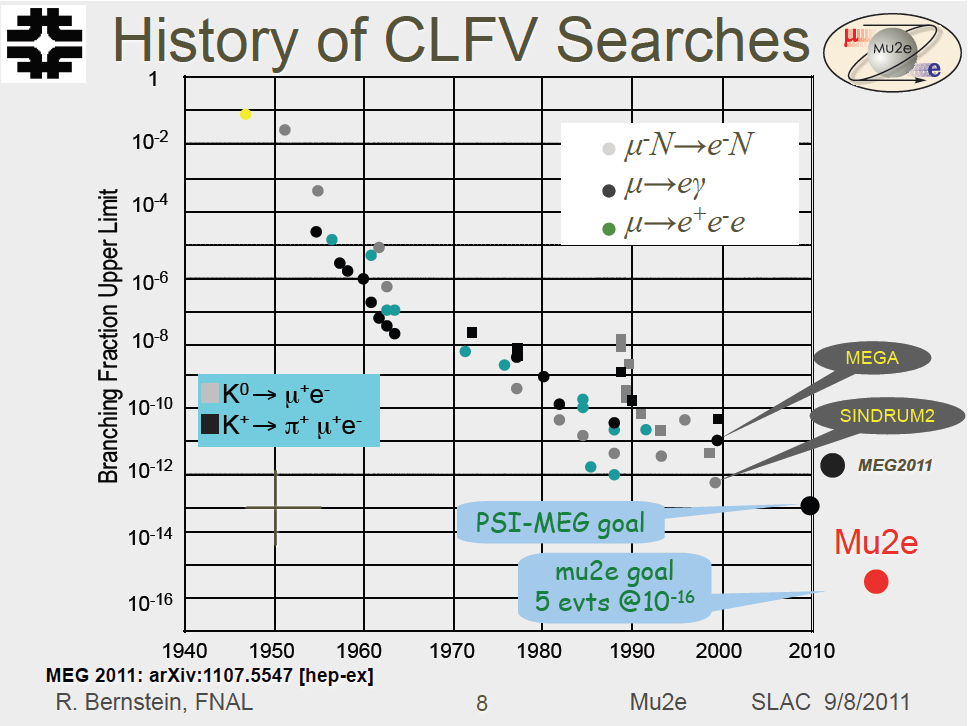 History of CLFV Searches
μ Mu2e e
Branching Fraction Upper Limit
1
10-2
10-4
10-6
10-8
10-10
10-12
10-14
10-16
μ-N→e-N
μ→eγ
μ→e+e-e
K0 → μ+e-
K+ → π+ μ+e-
MEGA
SINDRUM2
MEG2011
PSI-MEG goal
Mu2e
mu2e goal
5 evts @10-16
1940 1950 1960 1970 1980 1990 2000 2010
MEG 2011: arXiv:1107.5547 [hep-ex]
R. Bernstein, FNAL 8 Mu2e SLAC 9/8/2011